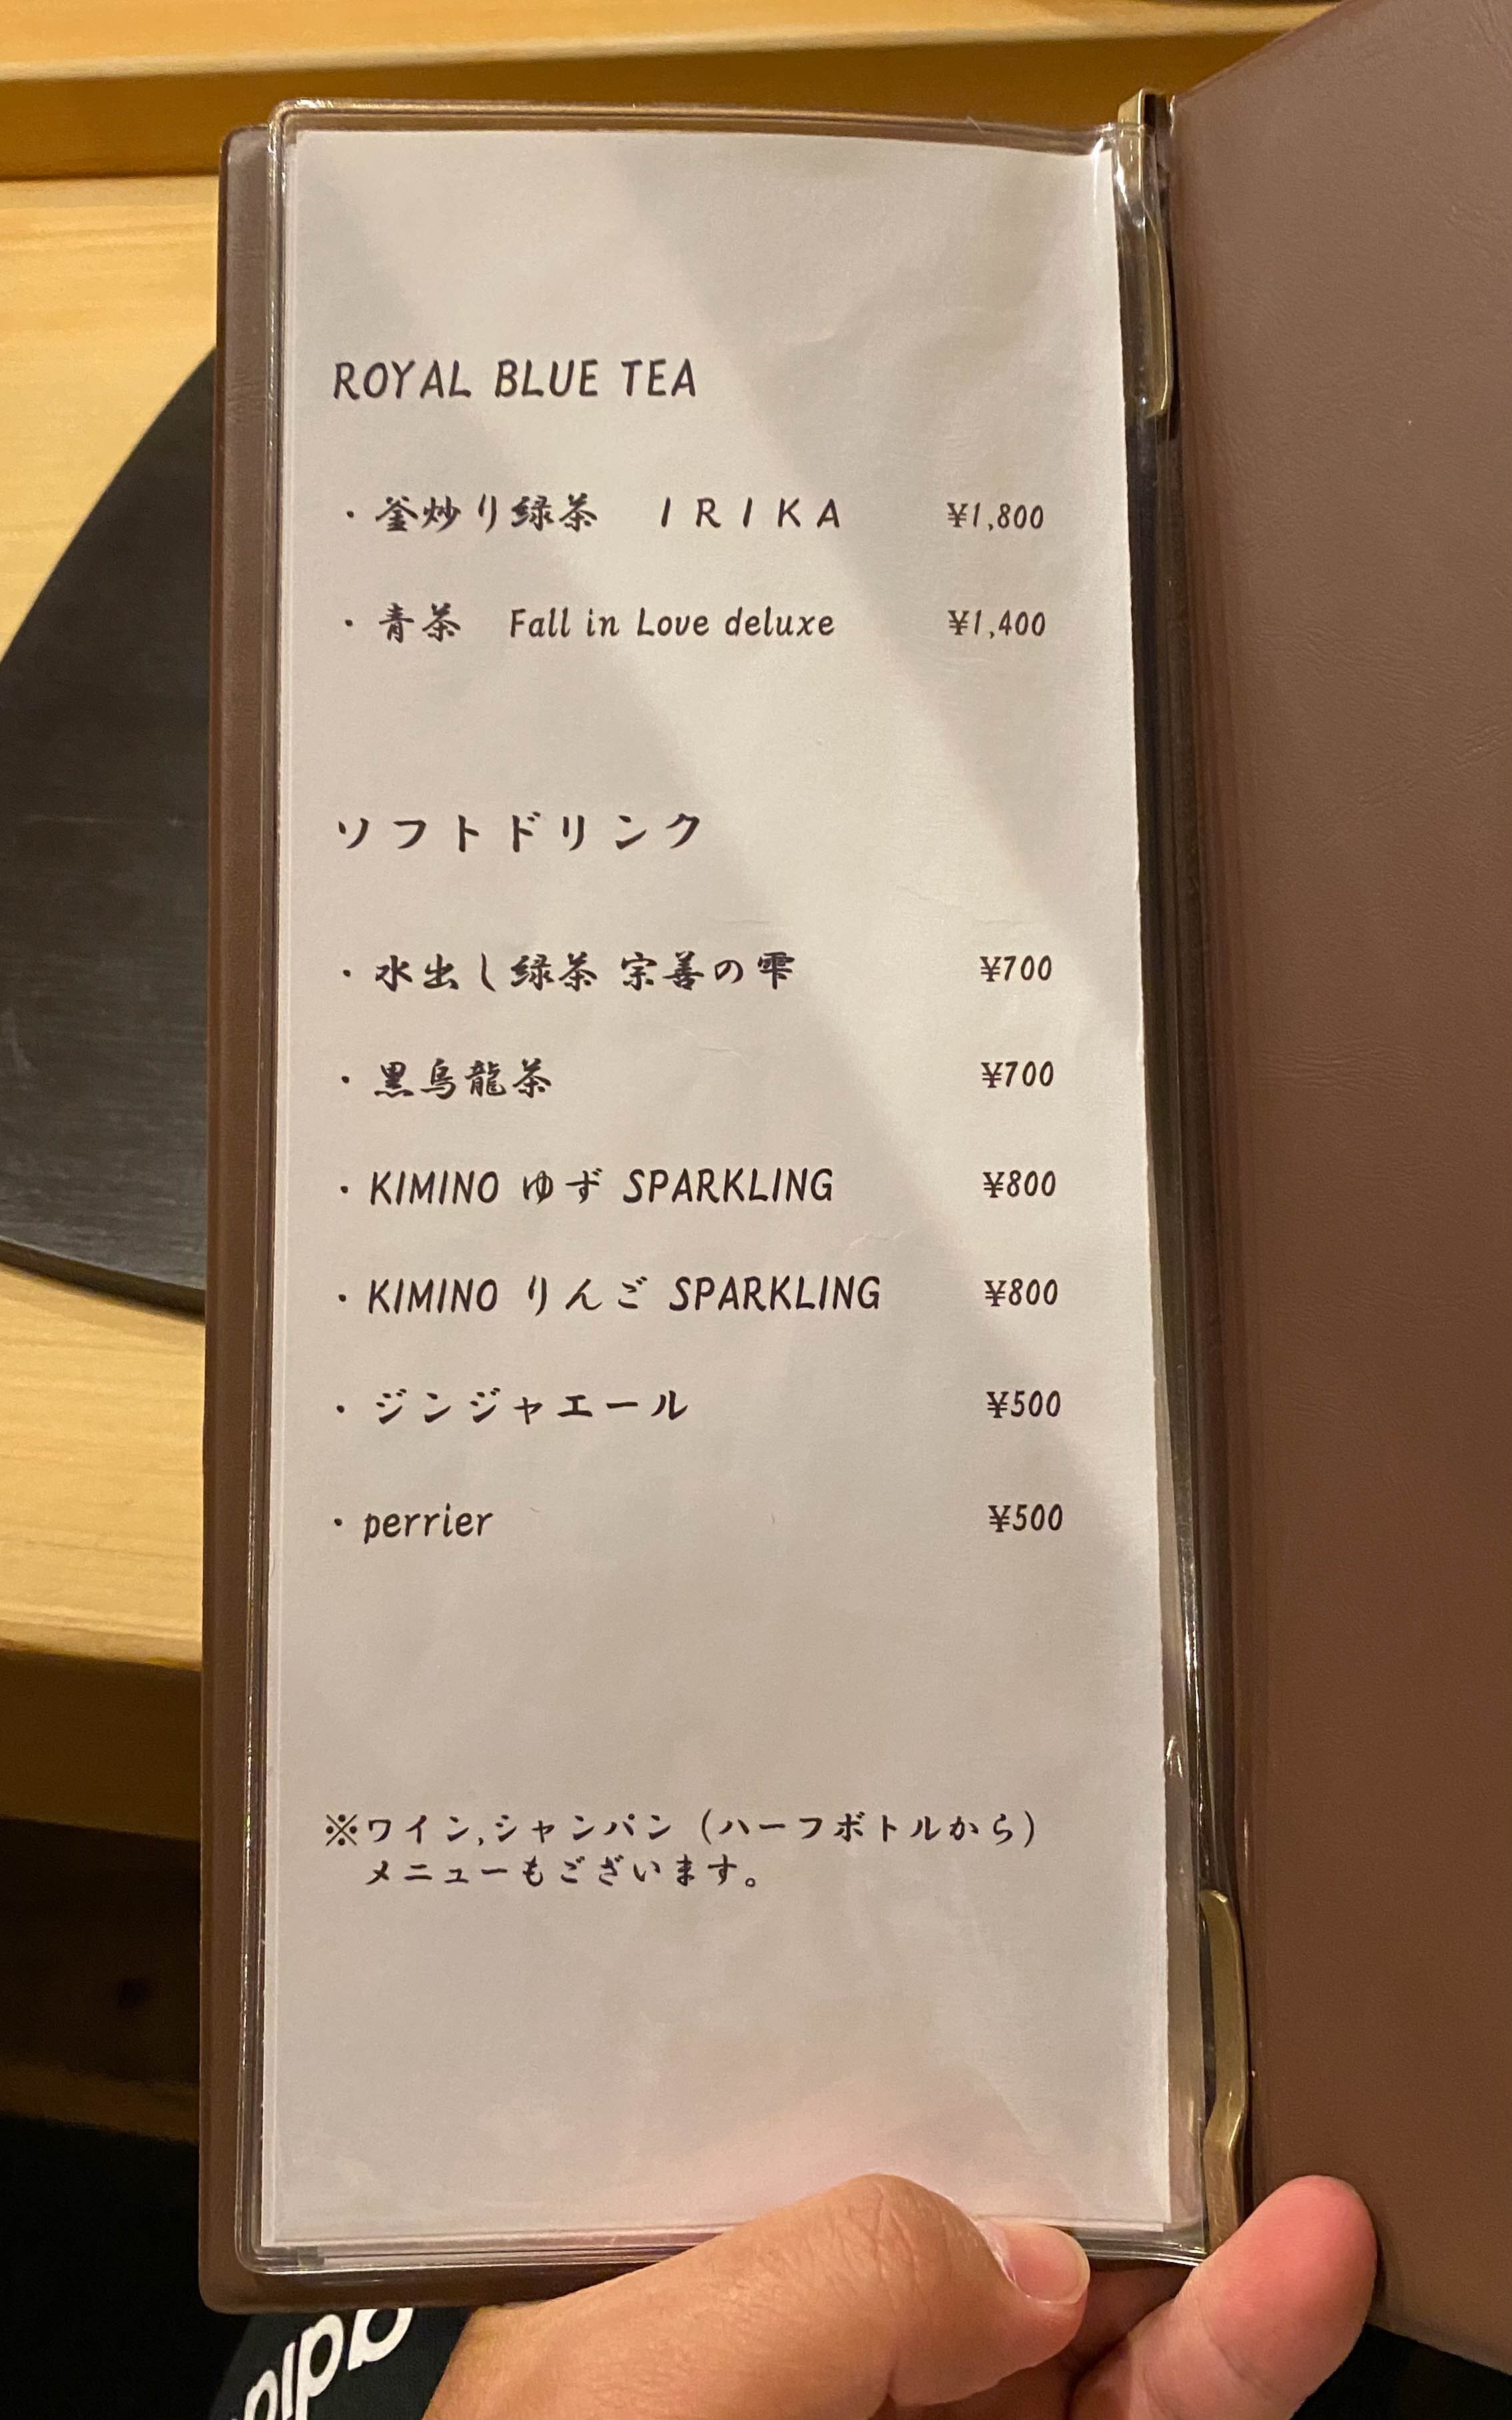 ROYAL BLUE TEA
・釜炒り緑茶　ＩＲＩＫＡ　¥1,800
・青茶　Fall in Love deluxe　¥1,400
ソフトドリンク
・水出し緑茶 宗善の雫　¥700
・黒烏龍茶　¥700
・KIMINO ゆず SPARKLING　¥800
・KIMINO りんご SPARKLING　¥800
・ジンジャエール　¥500
・perrier　¥500
※ワイン,シャンパン（ハーフボトルから）
メニューもございます。